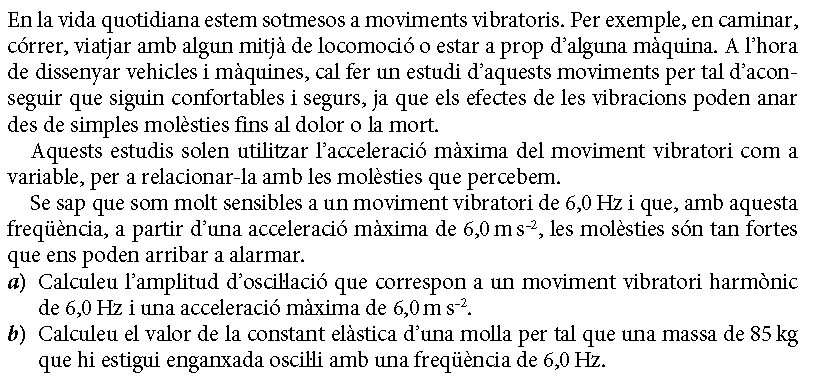 En la vida quotidiana estem sotmesos a moviments vibratoris. Per exemple, en caminar,
córrer, viatjar amb algun mitjà de locomoció o estar a prop d'alguna màquina. A l'hora
de dissenyar vehicles i màquines, cal fer un estudi d'aquests moviments per tal d'acon-
seguir que siguin confortables i segurs, ja que els efectes de les vibracions poden anar
des de simples molèsties fins al dolor o la mort.
Aquests estudis solen utilitzar l'acceleració màxima del moviment vibratori com a
variable, per a relacionar-la amb les molèsties que percebem.
Se sap que som molt sensibles a un moviment vibratori de 6,0 Hz i que, amb aquesta
freqüència, a partir d'una acceleració màxima de 6,0 m s⁻², les molèsties són tan fortes
que ens poden arribar a alarmar.
a) Calculeu l'amplitud d'oscil·lació que correspon a un moviment vibratori harmònic
de 6,0 Hz i una acceleració màxima de 6,0 m s⁻².
b) Calculeu el valor de la constant elàstica d'una molla per tal que una massa de 85 kg
que hi estigui enganxada oscil·li amb una freqüència de 6,0 Hz.